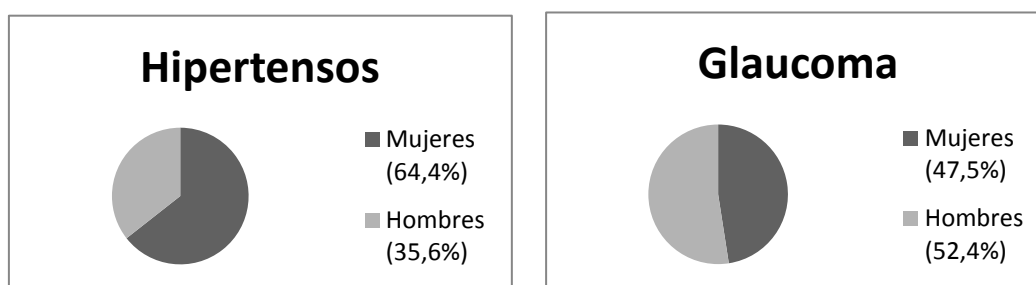 Hipertensos
Mujeres
(64,4%)
Hombres
(35,6%)
Glaucoma
Mujeres
(47,5%)
Hombres
(52,4%)